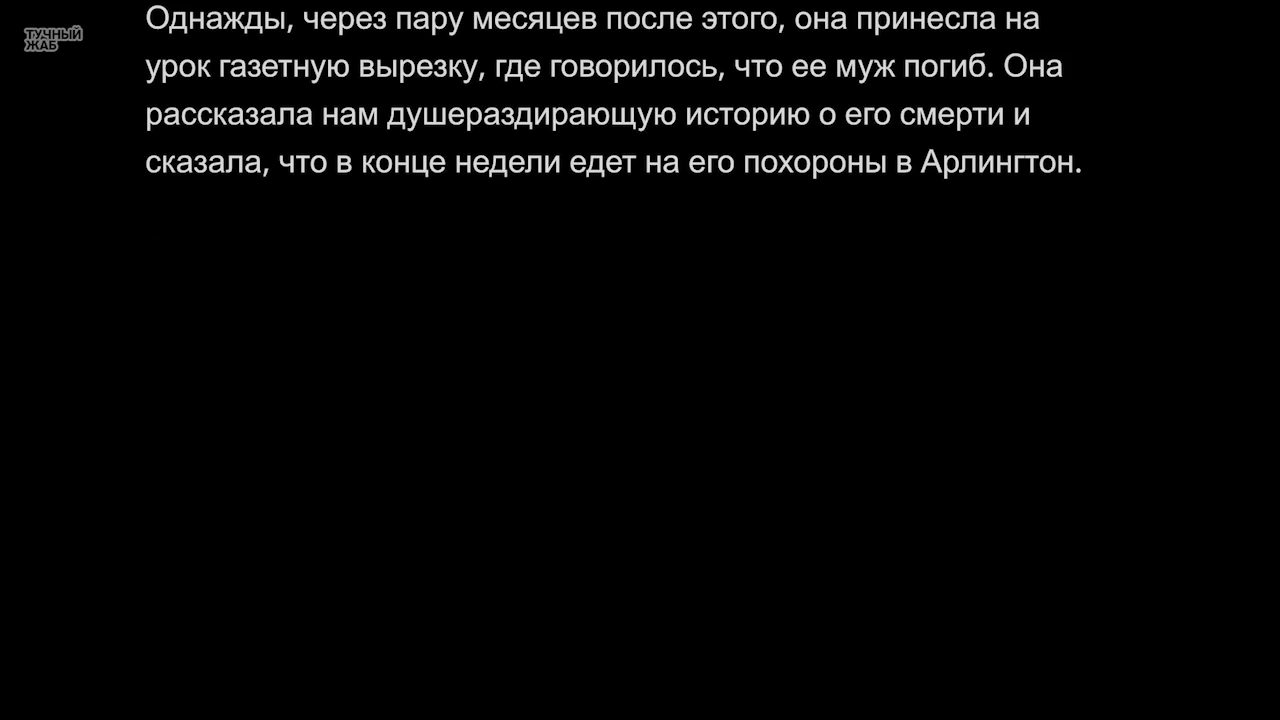 Однажды, через пару месяцев после этого, она принесла на
урок газетную вырезку, где говорилось, что ее муж погиб. Она
рассказала нам душераздирающую историю о его смерти и
сказала, что в конце недели едет на его похороны в Арлингтон.
ТУЧНЫЙ
ЖАБ